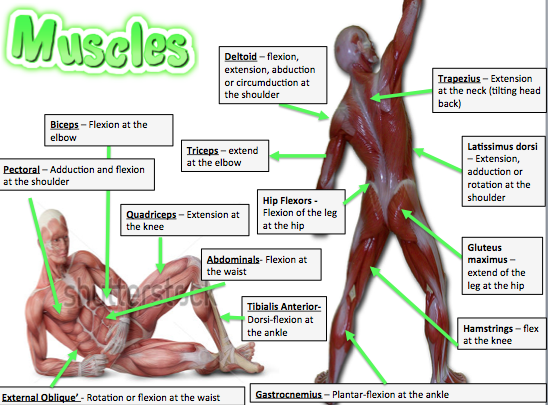 Muscles
Deltoid – flexion,
extension, abduction
or circumduction at
the shoulder
Trapezius – Extension
at the neck (tilting head
back)
Biceps – Flexion at the
elbow
Triceps – extend
at the elbow
Latissimus dorsi
– Extension,
adduction or
rotation at the
shoulder
Pectoral – Adduction and flexion
at the shoulder
Hip Flexors -
Flexion of the leg
at the hip
Quadriceps – Extension at
the knee
Gluteus
maximus –
extend of the
leg at the hip
Abdominals- Flexion at
the waist
shutterstock
Tibialis Anterior-
Dorsi-flexion at
the ankle
Hamstrings – flex
at the knee
External Oblique' - Rotation or flexion at the waist
Gastrocnemius – Plantar-flexion at the ankle